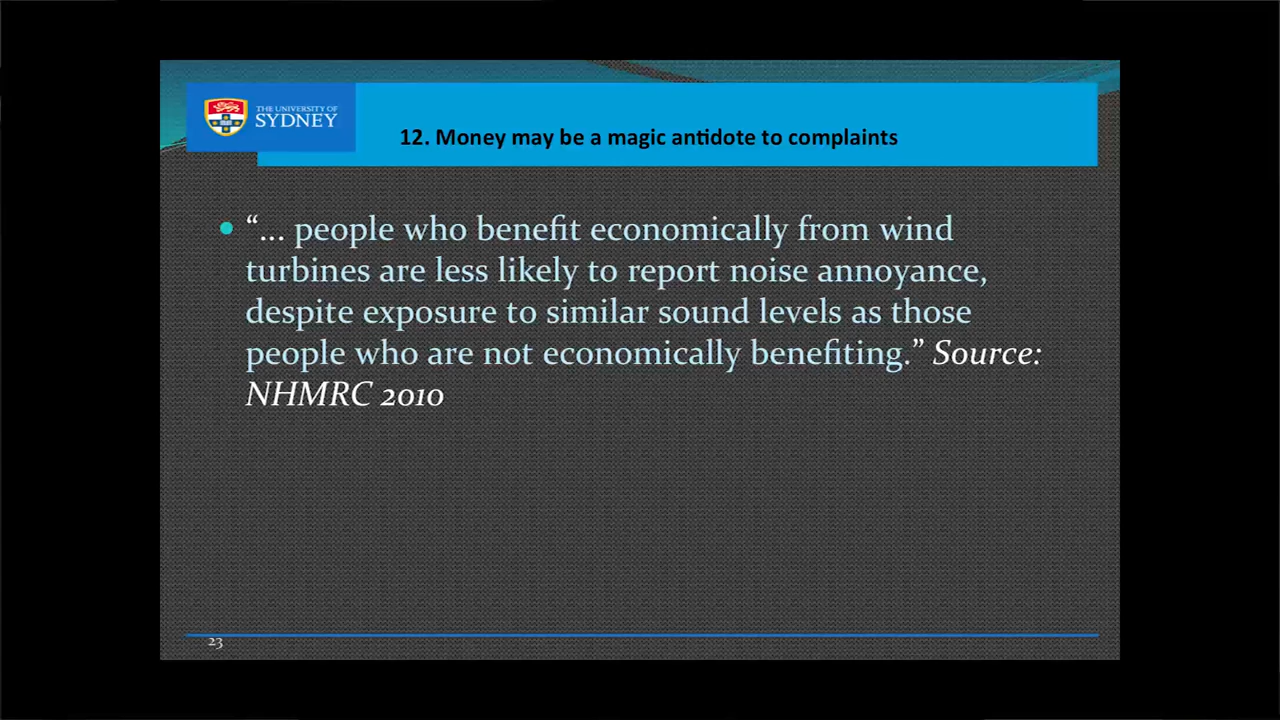 THE UNIVERSITY OF
SYDNEY
12. Money may be a magic antidote to complaints
• “... people who benefit economically from wind
turbines are less likely to report noise annoyance,
despite exposure to similar sound levels as those
people who are not economically benefiting.” Source:
NHMRC 2010
23